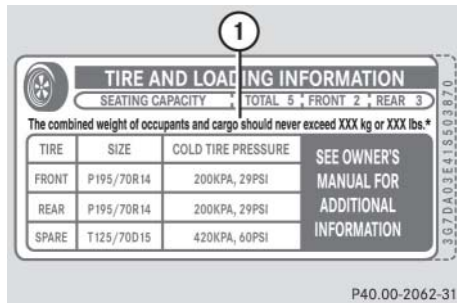 1
TIRE AND LOADING INFORMATION
SEATING CAPACITY TOTAL 5 FRONT 2 REAR 3
The combined weight of occupants and cargo should never exceed XXX kg or XXX lbs.*
TIRE SIZE COLD TIRE PRESSURE
FRONT P195/70R14 200KPA, 29PSI
REAR P195/70R14 200KPA, 29PSI
SPARE T125/70D15 420KPA, 60PSI
SEE OWNER'S
MANUAL FOR
ADDITIONAL
INFORMATION
3G7DA03E41S503870
P40.00-2062-31